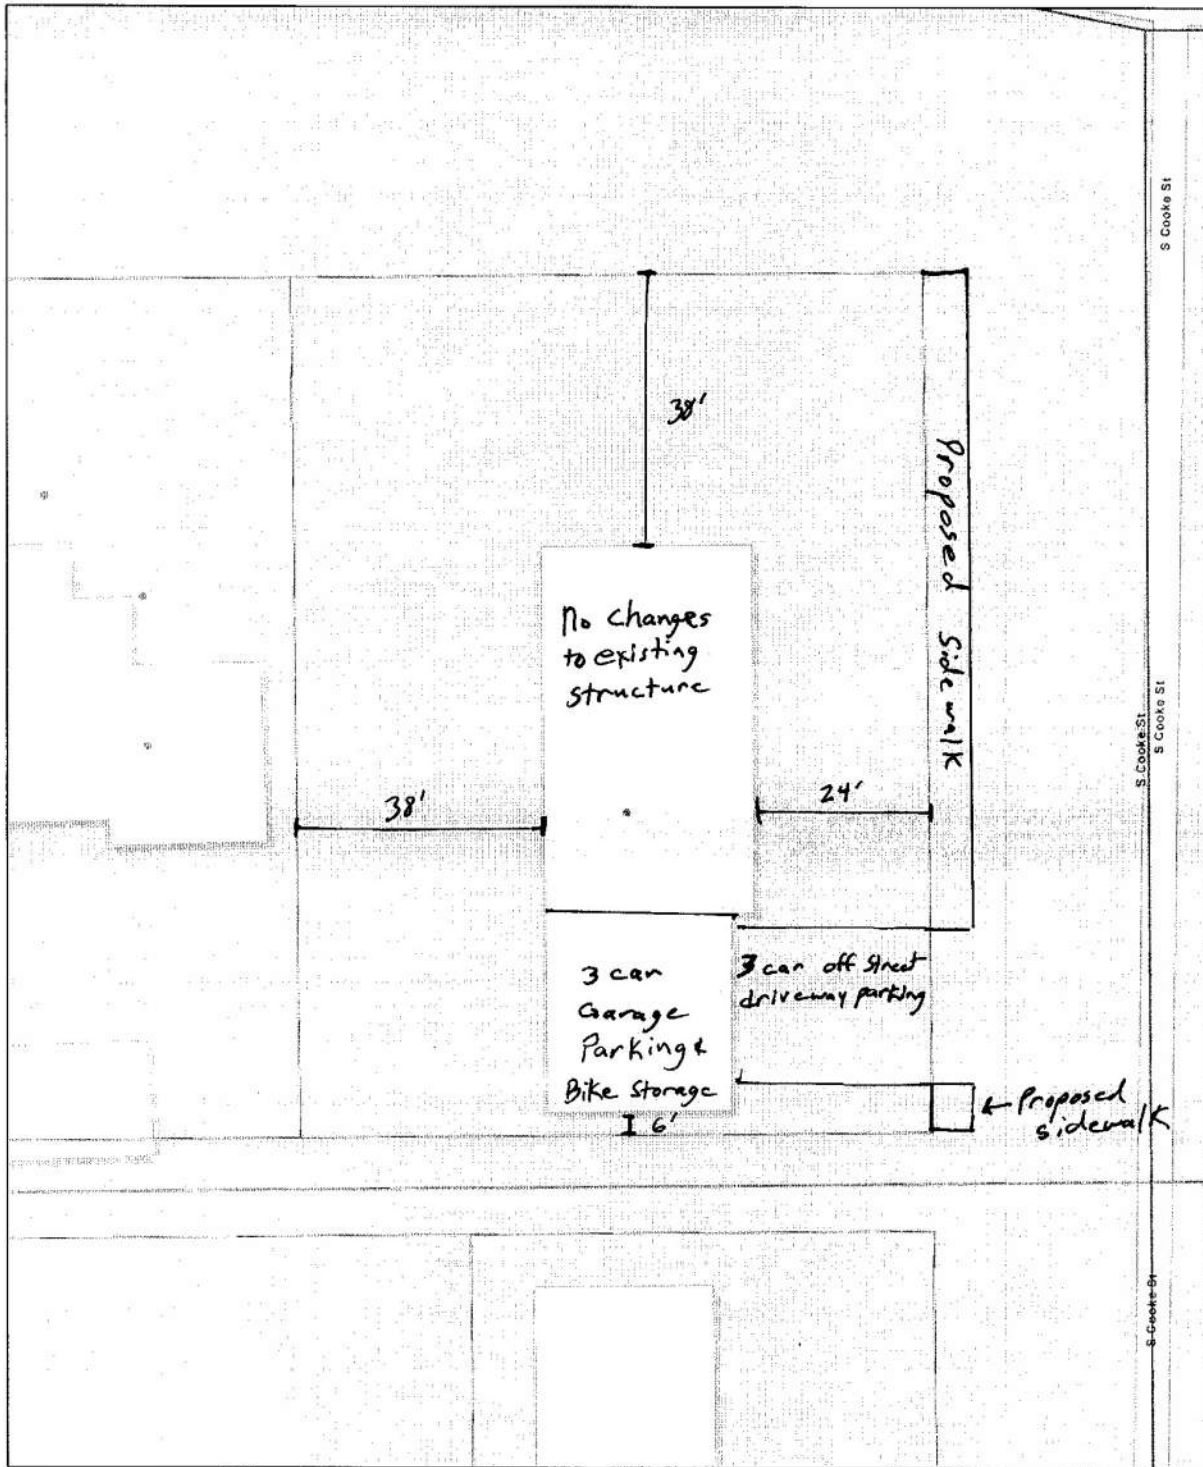 S Cooke St
38'
Proposed Sidewalk
No changes
to existing
structure
S Cooke St
S Cooke St
38'
24'
3 car
Garage
Parking &
Bike Storage
3 car off street
driveway parking
6'
← Proposed
sidewalk
S Cooke St